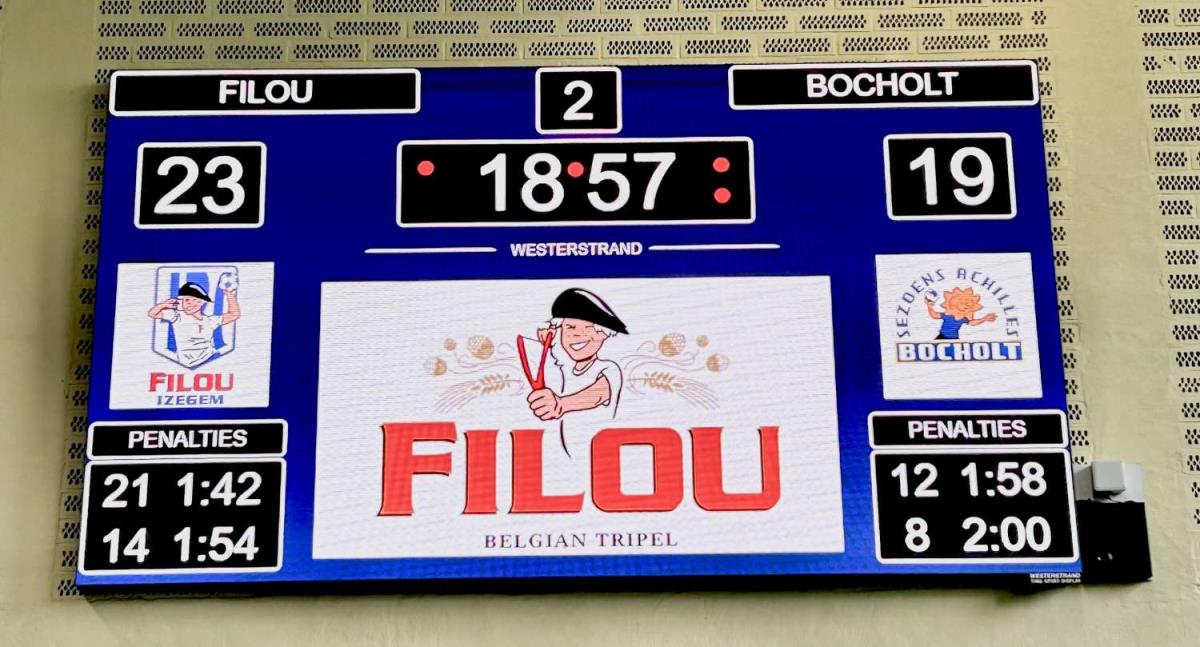 FILOU
2
BOCHOLT
23
18:57
19
WESTERSTRAND
FILOU
IZEGEM
SEZOENS ACHILLES
BOCHOLT
FILOU
BELGIAN TRIPEL
PENALTIES
21 1:42
14 1:54
PENALTIES
12 1:58
8 2:00
WESTERSTRAND